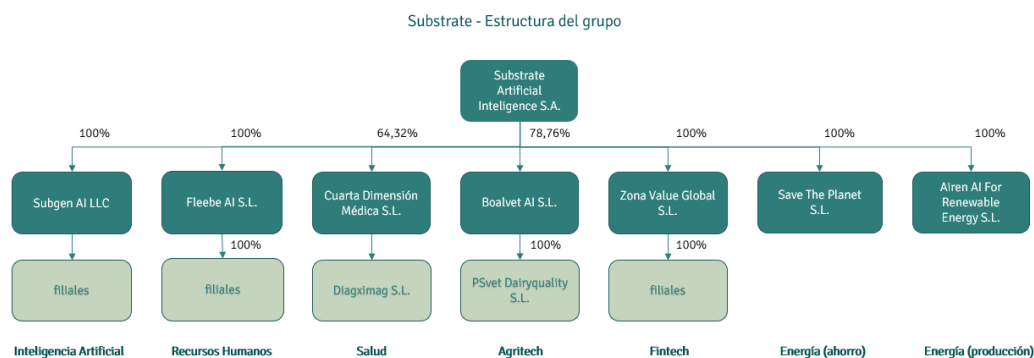 Substrate - Estructura del grupo
Substrate
Artificial
Inteligence S.A.
100%
100%
64,32%
78,76%
100%
100%
100%
Subgen AI LLC
Fleebe AI S.L.
Cuarta Dimensión
Médica S.L.
Boalvet AI S.L.
Zona Value Global
S.L.
Save The Planet
S.L.
Airen AI For
Renewable
Energy S.L.
100%
100%
100%
filiales
filiales
Diagximag S.L.
PSvet Dairyquality
S.L.
filiales
Inteligencia Artificial
Recursos Humanos
Salud
Agritech
Fintech
Energía (ahorro)
Energía (producción)